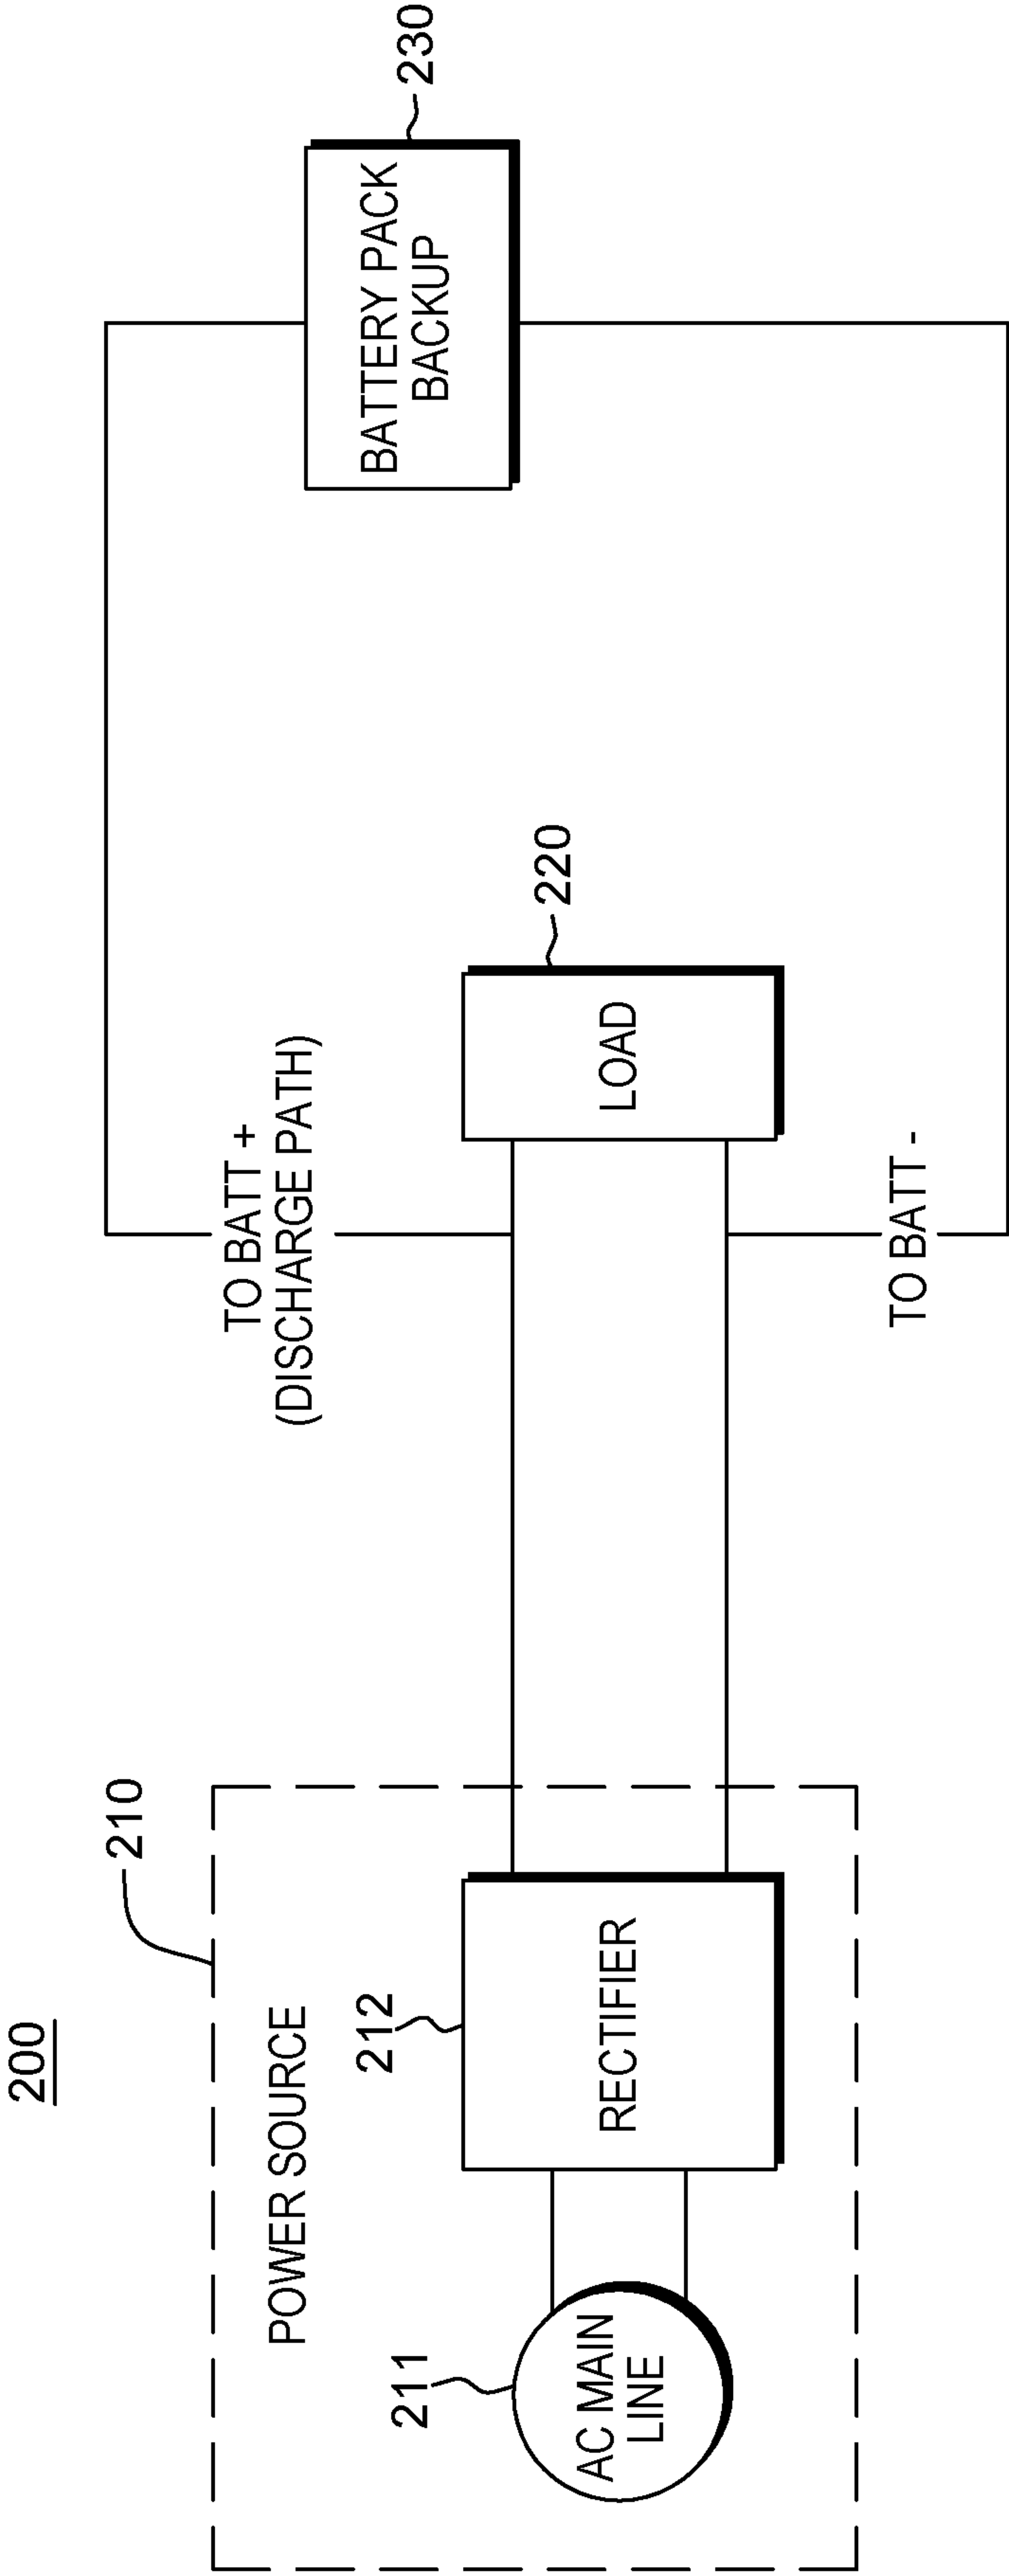 200
210
POWER SOURCE
211
212
AC MAIN
LINE
RECTIFIER
TO BATT +
(DISCHARGE PATH)
LOAD
220
TO BATT -
BATTERY PACK
BACKUP
230